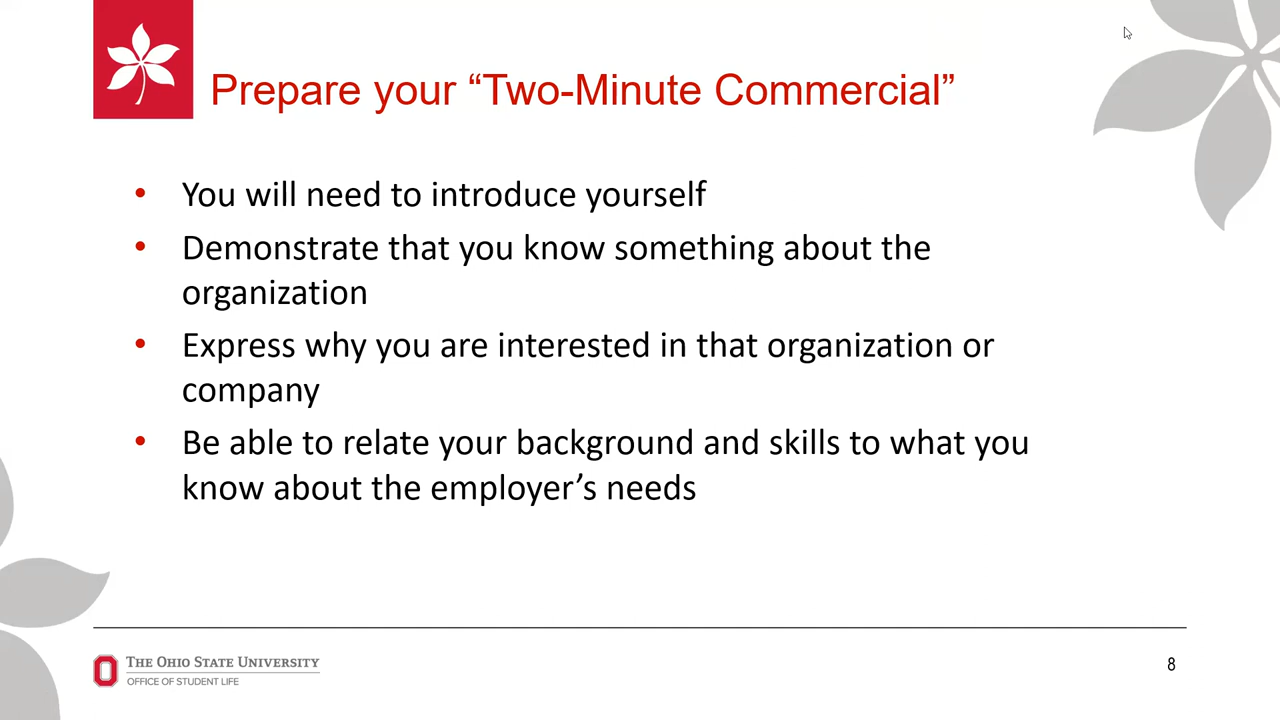 Prepare your “Two-Minute Commercial”
• You will need to introduce yourself
• Demonstrate that you know something about the
organization
• Express why you are interested in that organization or
company
• Be able to relate your background and skills to what you
know about the employer’s needs
THE OHIO STATE UNIVERSITY
OFFICE OF STUDENT LIFE
8